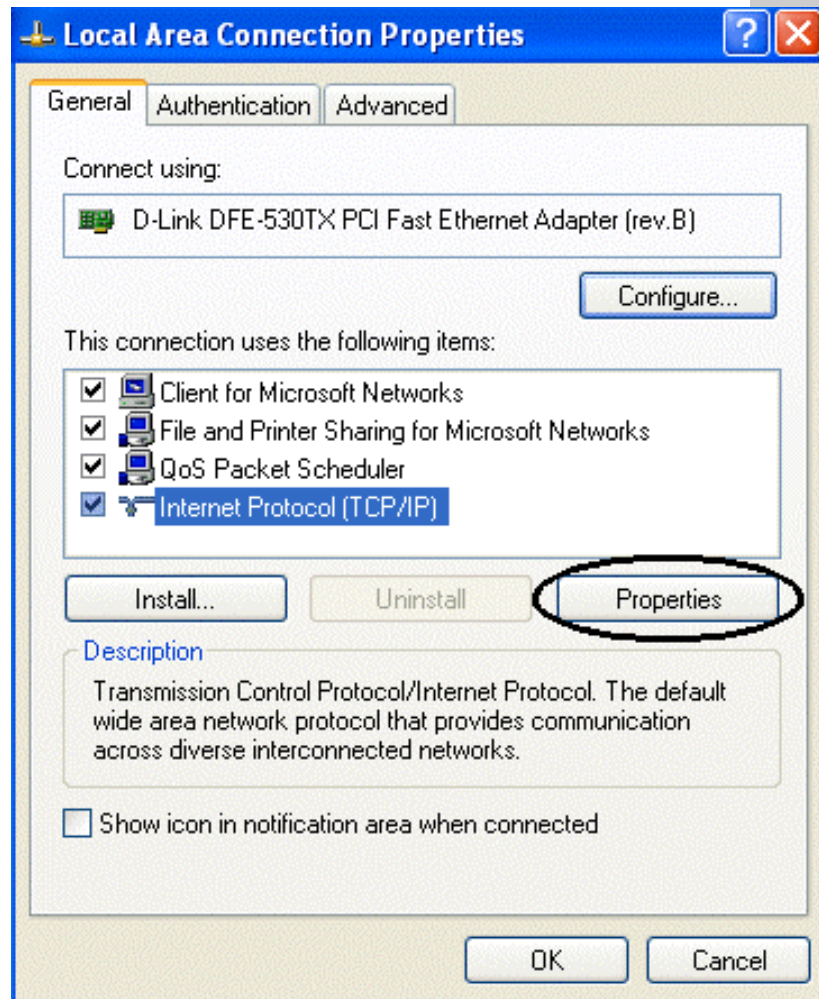 Local Area Connection Properties
General Authentication Advanced
Connect using:
D-Link DFE-530TX PCI Fast Ethernet Adapter (rev.B)
Configure...
This connection uses the following items:
Client for Microsoft Networks
File and Printer Sharing for Microsoft Networks
QoS Packet Scheduler
Internet Protocol (TCP/IP)
Install... Uninstall Properties
Description
Transmission Control Protocol/Internet Protocol. The default
wide area network protocol that provides communication
across diverse interconnected networks.
Show icon in notification area when connected
OK Cancel